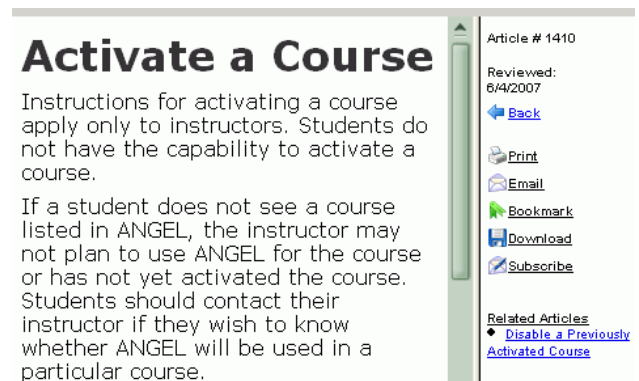 Activate a Course
Instructions for activating a course
apply only to instructors. Students do
not have the capability to activate a
course.
If a student does not see a course
listed in ANGEL, the instructor may
not plan to use ANGEL for the course
or has not yet activated the course.
Students should contact their
instructor if they wish to know
whether ANGEL will be used in a
particular course.
Article # 1410
Reviewed:
6/4/2007
Back
Print
Email
Bookmark
Download
Subscribe
Related Articles
Disable a Previously
Activated Course